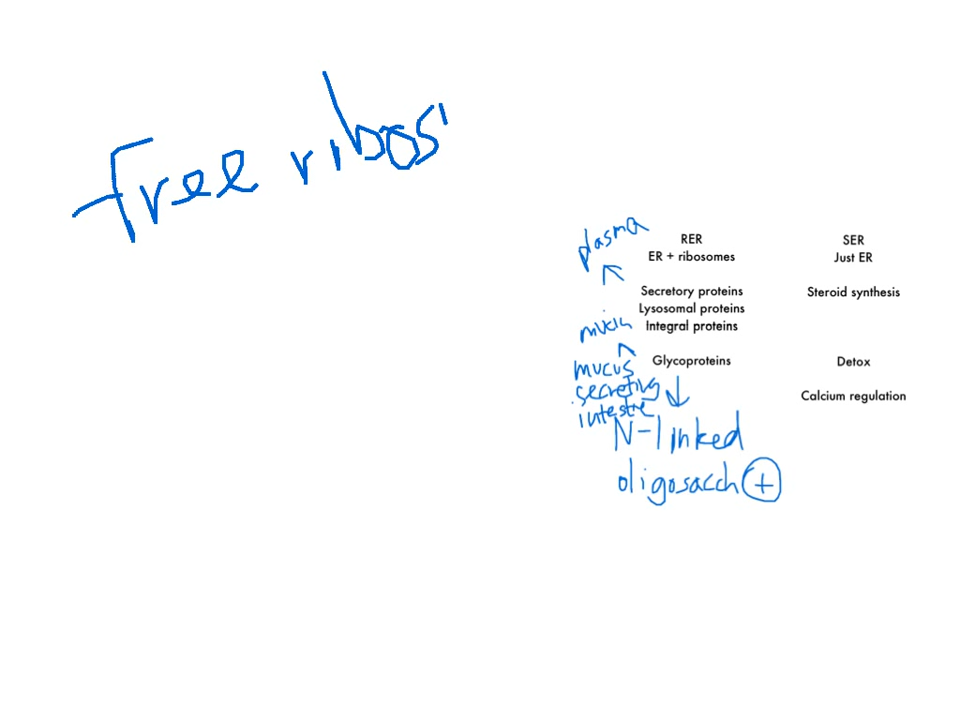 free ribos
plasma
RER
SER
ER + ribosomes
Just ER
Secretory proteins
Steroid synthesis
Lysosomal proteins
mucin
Integral proteins
Glycoproteins
Detox
mucus
secreting
Calcium regulation
N-linked
oligosacch +